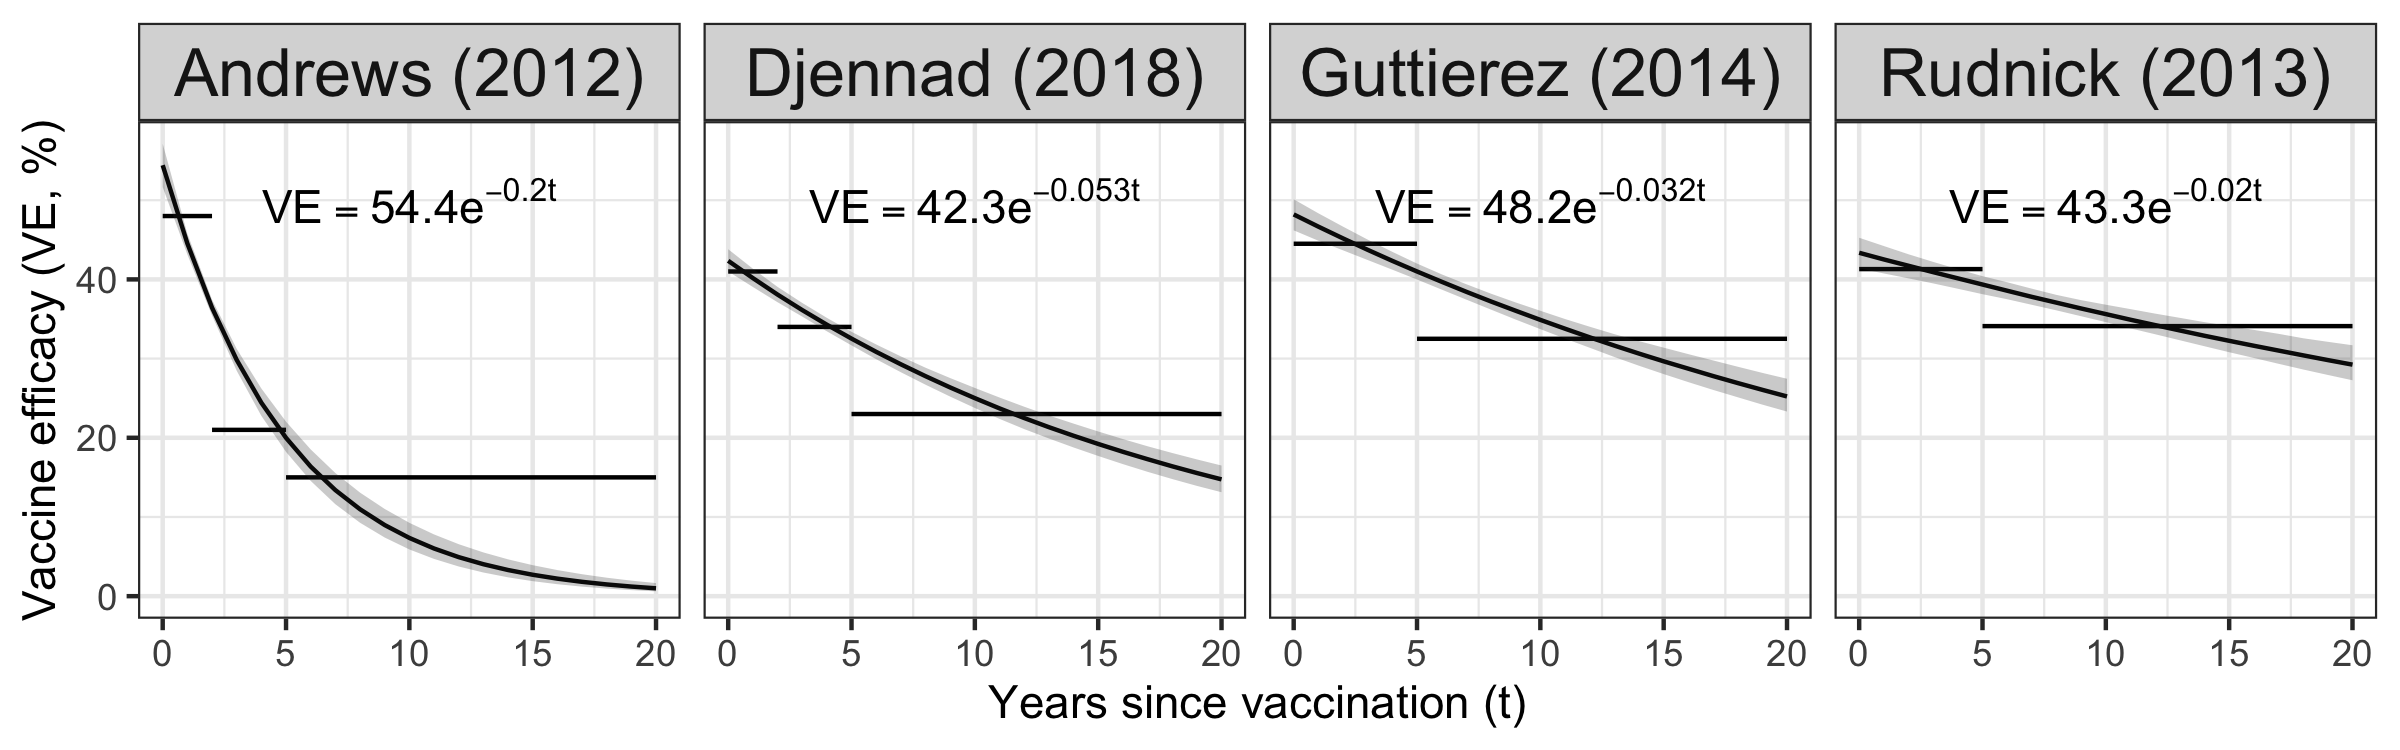 Andrews (2012) Djennad (2018) Guttierez (2014) Rudnick (2013)
Vaccine efficacy (VE, %)
VE = 54.4e−0.2t VE = 42.3e−0.053t VE = 48.2e−0.032t VE = 43.3e−0.02t
40
20
0
0 5 10 15 20 0 5 10 15 20 0 5 10 15 20 0 5 10 15 20
Years since vaccination (t)